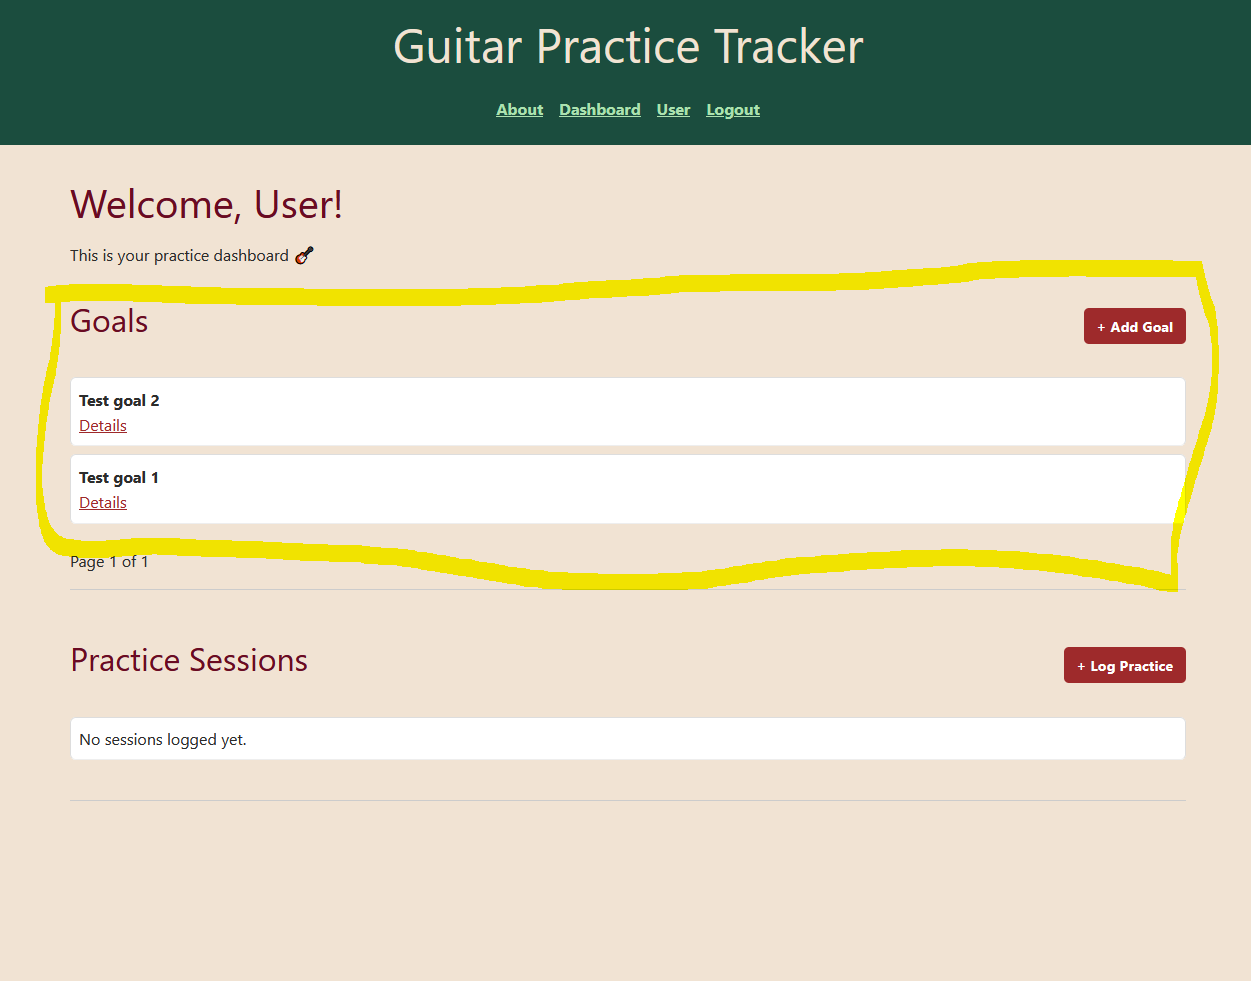 Guitar Practice Tracker
About Dashboard User Logout
Welcome, User!
This is your practice dashboard 🎸
Goals
+ Add Goal
Test goal 2
Details
Test goal 1
Details
Page 1 of 1
Practice Sessions
+ Log Practice
No sessions logged yet.